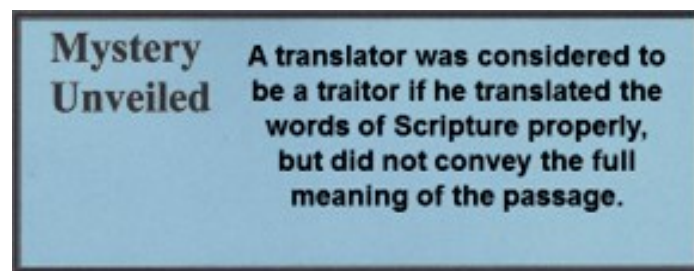 Mystery
Unveiled
A translator was considered to
be a traitor if he translated the
words of Scripture properly,
but did not convey the full
meaning of the passage.